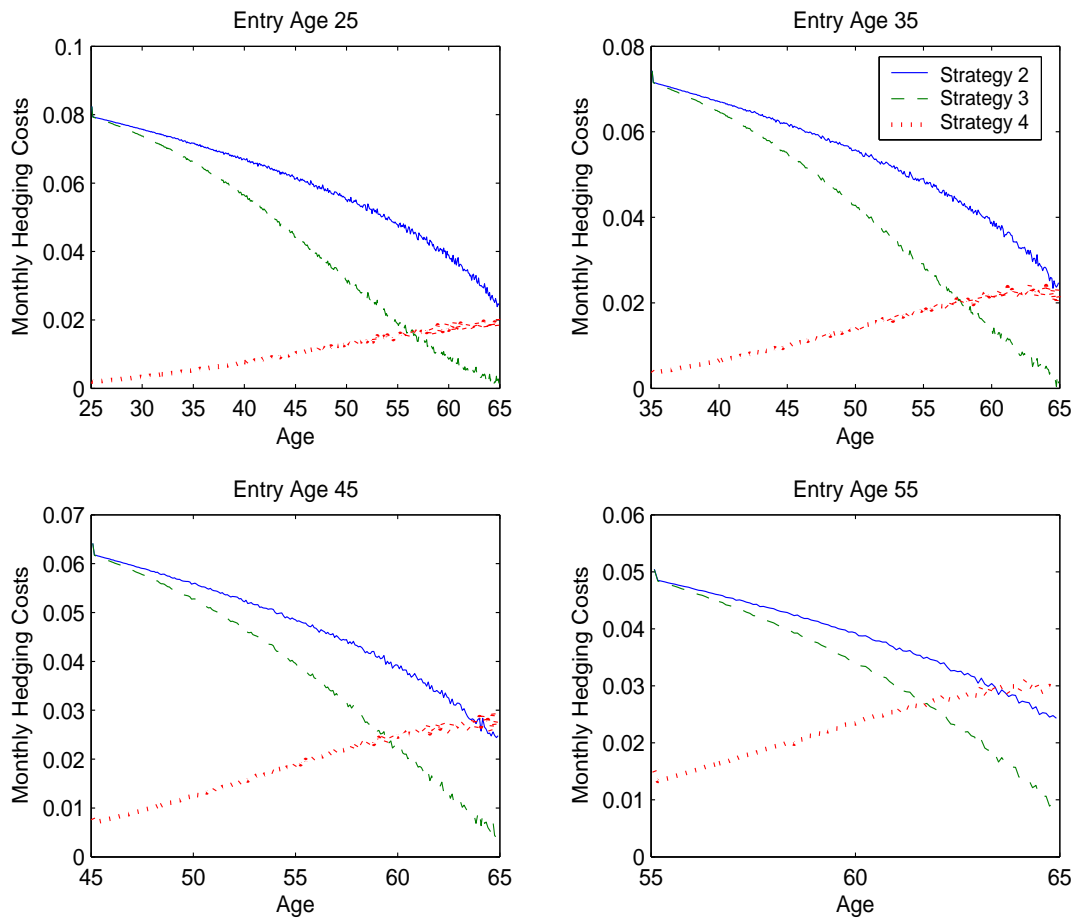 Entry Age 25
Monthly Hedging Costs
0.1
0.08
0.06
0.04
0.02
0
25 30 35 40 45 50 55 60 65
Age
Entry Age 35
Monthly Hedging Costs
0.08
0.06
0.04
0.02
0
35 40 45 50 55 60 65
Age
Strategy 2
Strategy 3
Strategy 4
Entry Age 45
Monthly Hedging Costs
0.07
0.06
0.05
0.04
0.03
0.02
0.01
0
45 50 55 60 65
Age
Entry Age 55
Monthly Hedging Costs
0.06
0.05
0.04
0.03
0.02
0.01
0
55 60 65
Age